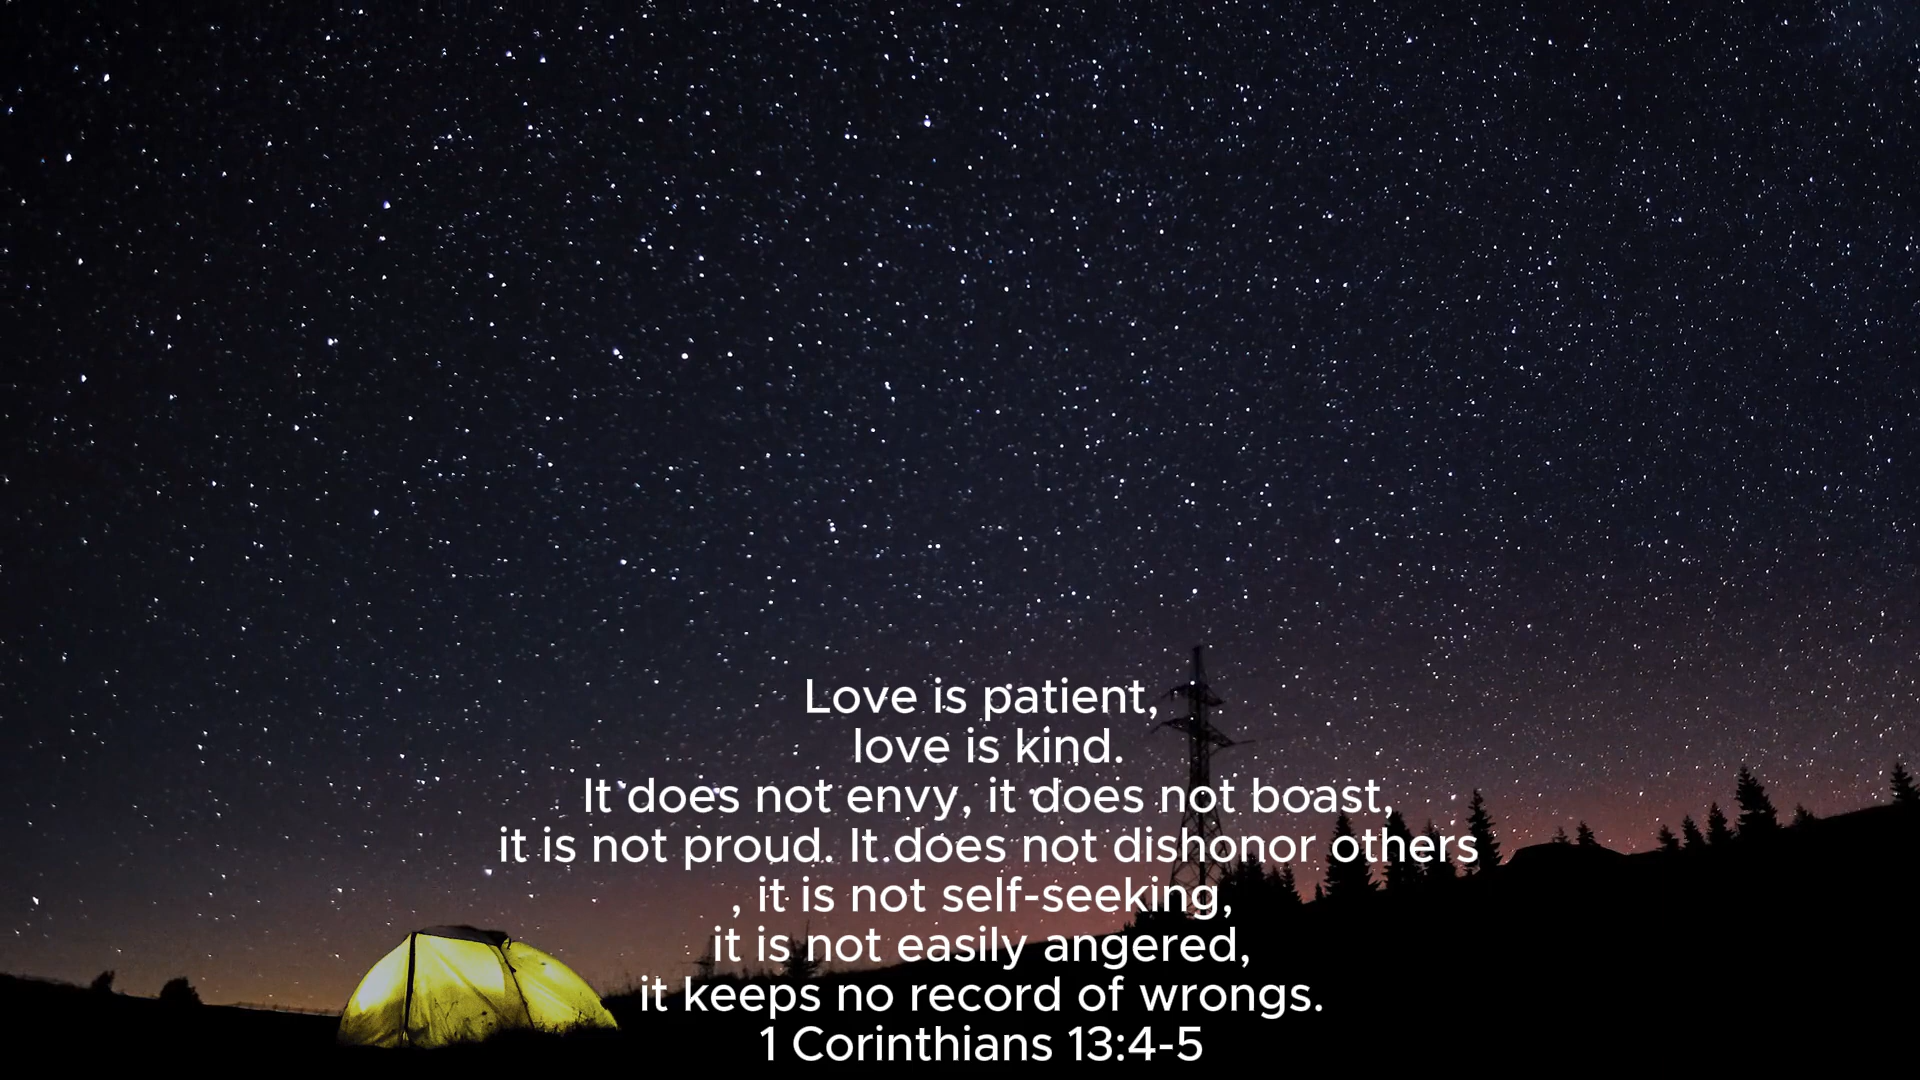 Love is patient,
love is kind.
It does not envy, it does not boast,
it is not proud. It does not dishonor others
, it is not self-seeking,
it is not easily angered,
it keeps no record of wrongs.
1 Corinthians 13:4-5